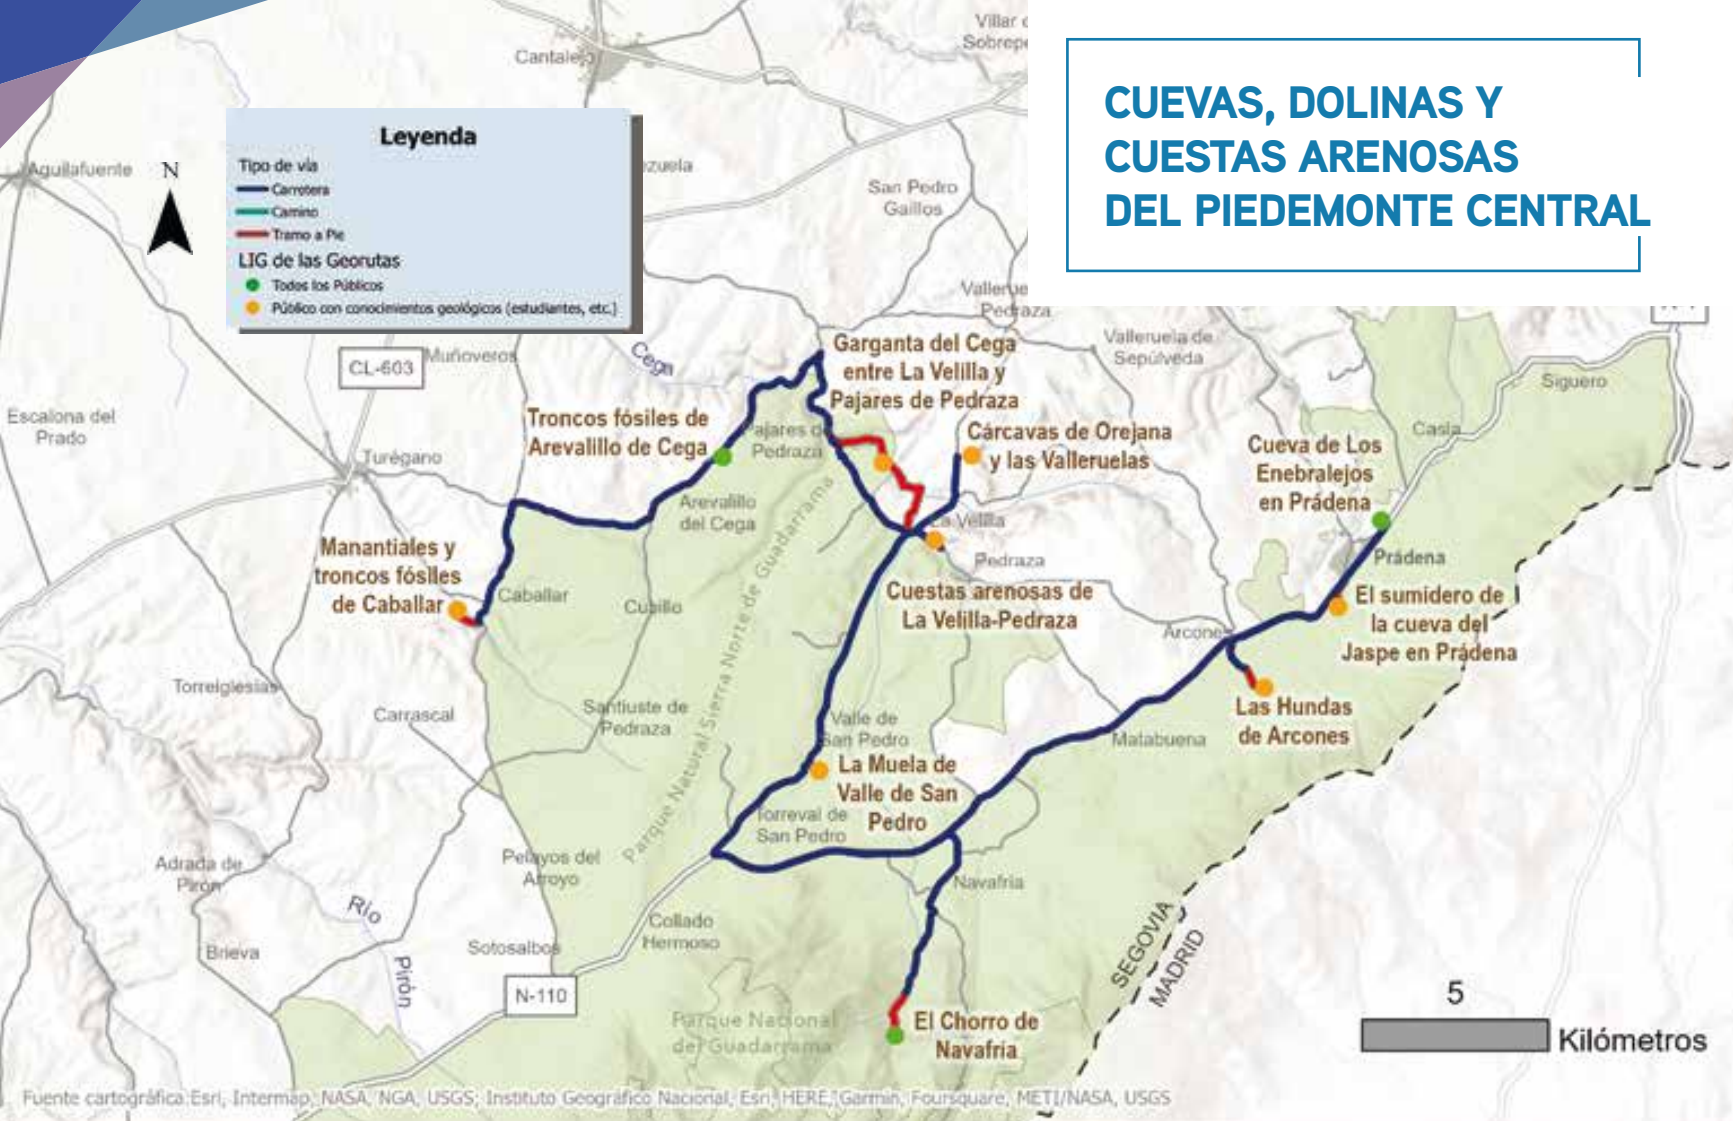 CUEVAS, DOLINAS Y
CUESTAS ARENOSAS
DEL PIEDEMONTE CENTRAL
Leyenda
Tipo de vía
Carretera
Camino
Tramo a Pie
LIG de las Georutas
Todos los Públicos
Público con conocimientos geológicos (estudiantes, etc.)
N
Cantalejo
Villar
Aguilafuente
San Pedro
Gaillos
Pedraza
Valleruela de
Sepúlveda
Siguero
CL-603
Muñoveros
Cega
Garganta del Cega
entre La Velilla y
Pajares de Pedraza
Escalona del
Prado
Turégano
Troncos fósiles de
Arevalillo de Cega
Pajares de
Pedraza
Cárcavas de Orejana
y las Valleruelas
Cueva de Los
Enebralejos
en Prádena
Casla
Arevalillo
del Cega
La Velilla
Pedraza
Prádena
Manantiales y
troncos fósiles
de Caballar
Caballar
Cubillo
Cuestas arenosas de
La Velilla-Pedraza
El sumidero de
la cueva del
Jaspe en Prádena
Arcones
Torreiglesias
Carrascal
Santiuste de
Pedraza
Parque Natural Sierra Norte de Guadarrama
Valle de
San Pedro
Matabuena
Las Hundas
de Arcones
La Muela de
Valle de San
Pedro
Torreval de
San Pedro
Adrada de
Pirón
Pelayos del
Arroyo
Navafría
Río
Pirón
Brieva
Sotosalbos
Collado
Hermoso
N-110
SEGOVIA
MADRID
Parque Nacional
del Guadarrama
El Chorro de
Navafría
5
Kilómetros
Fuente cartográfica:Esri, Intermap, NASA, NGA, USGS; Instituto Geográfico Nacional, Esri, HERE, Garmin, Foursquare, METI/NASA, USGS